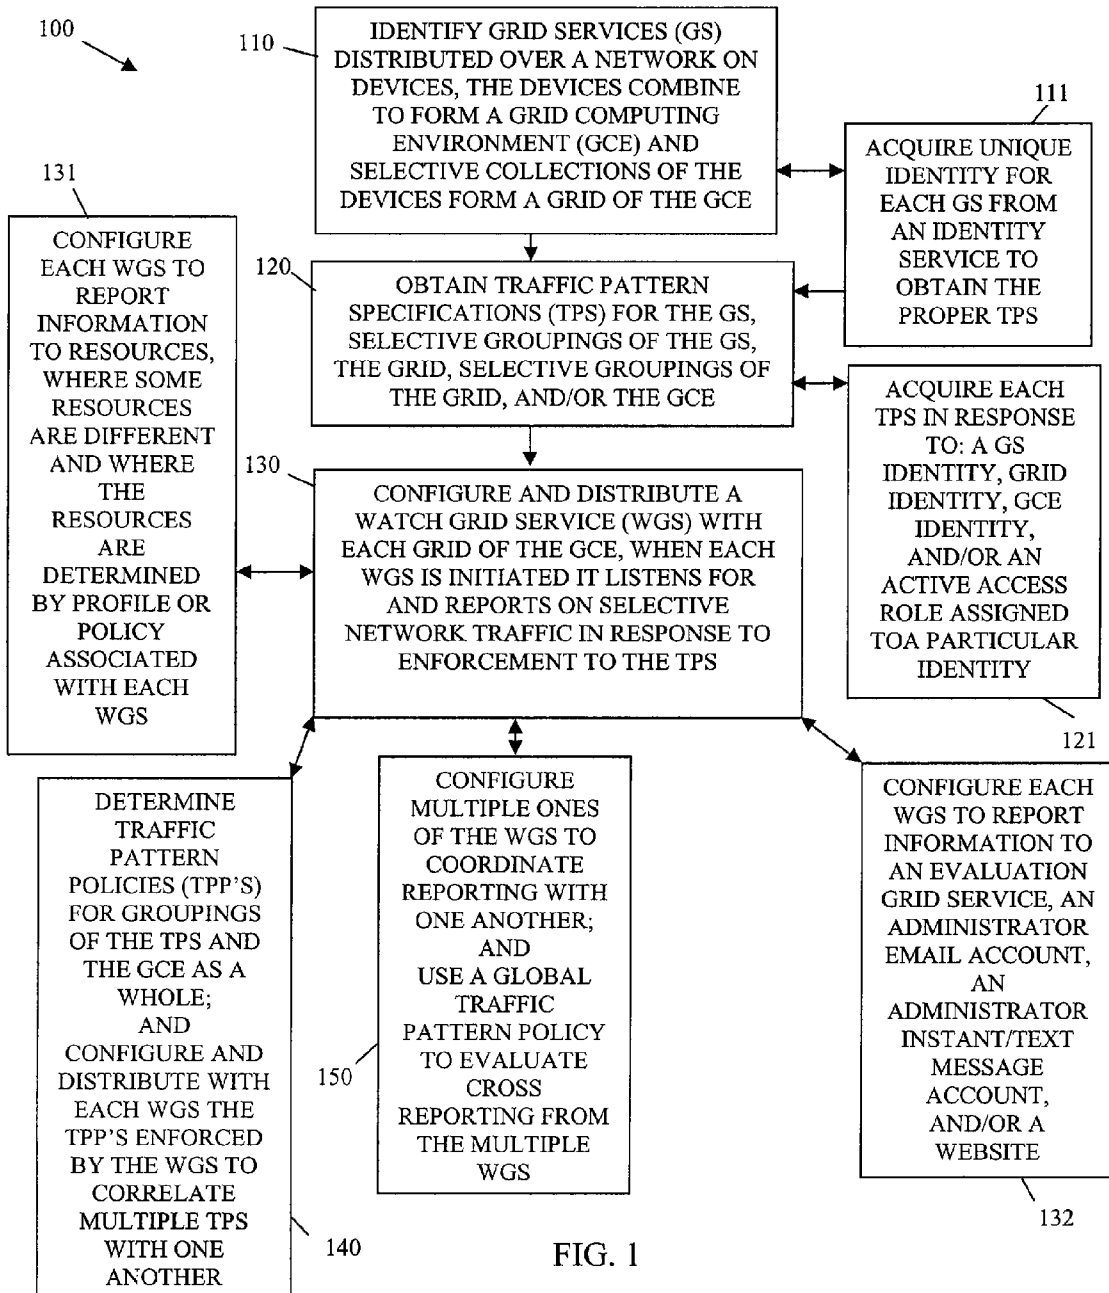 100
110
IDENTIFY GRID SERVICES (GS)
DISTRIBUTED OVER A NETWORK ON
DEVICES, THE DEVICES COMBINE
TO FORM A GRID COMPUTING
ENVIRONMENT (GCE) AND
SELECTIVE COLLECTIONS OF THE
DEVICES FORM A GRID OF THE GCE
111
ACQUIRE UNIQUE
IDENTITY FOR
EACH GS FROM
AN IDENTITY
SERVICE TO
OBTAIN THE
PROPER TPS
120
OBTAIN TRAFFIC PATTERN
SPECIFICATIONS (TPS) FOR THE GS,
SELECTIVE GROUPINGS OF THE GS,
THE GRID, SELECTIVE GROUPINGS OF
THE GRID, AND/OR THE GCE
ACQUIRE EACH
TPS IN RESPONSE
TO: A GS
IDENTITY, GRID
IDENTITY, GCE
IDENTITY,
AND/OR AN
ACTIVE ACCESS
ROLE ASSIGNED
TOA PARTICULAR
IDENTITY
121
131
CONFIGURE
EACH WGS TO
REPORT
INFORMATION
TO RESOURCES,
WHERE SOME
RESOURCES
ARE DIFFERENT
AND WHERE
THE
RESOURCES
ARE
DETERMINED
BY PROFILE OR
POLICY
ASSOCIATED
WITH EACH
WGS
130
CONFIGURE AND DISTRIBUTE A
WATCH GRID SERVICE (WGS) WITH
EACH GRID OF THE GCE, WHEN EACH
WGS IS INITIATED IT LISTENS FOR
AND REPORTS ON SELECTIVE
NETWORK TRAFFIC IN RESPONSE TO
ENFORCEMENT TO THE TPS
DETERMINE
TRAFFIC
PATTERN
POLICIES (TPP'S)
FOR GROUPINGS
OF THE TPS AND
THE GCE AS A
WHOLE;
AND
CONFIGURE AND
DISTRIBUTE WITH
EACH WGS THE
TPP'S ENFORCED
BY THE WGS TO
CORRELATE
MULTIPLE TPS
WITH ONE
ANOTHER
140
CONFIGURE
MULTIPLE ONES
OF THE WGS TO
COORDINATE
REPORTING WITH
ONE ANOTHER;
AND
USE A GLOBAL
TRAFFIC
PATTERN POLICY
TO EVALUATE
CROSS
REPORTING FROM
THE MULTIPLE
WGS
150
CONFIGURE EACH
WGS TO REPORT
INFORMATION TO
AN EVALUATION
GRID SERVICE, AN
ADMINISTRATOR
EMAIL ACCOUNT,
AN
ADMINISTRATOR
INSTANT/TEXT
MESSAGE
ACCOUNT,
AND/OR A
WEBSITE
132
FIG. 1